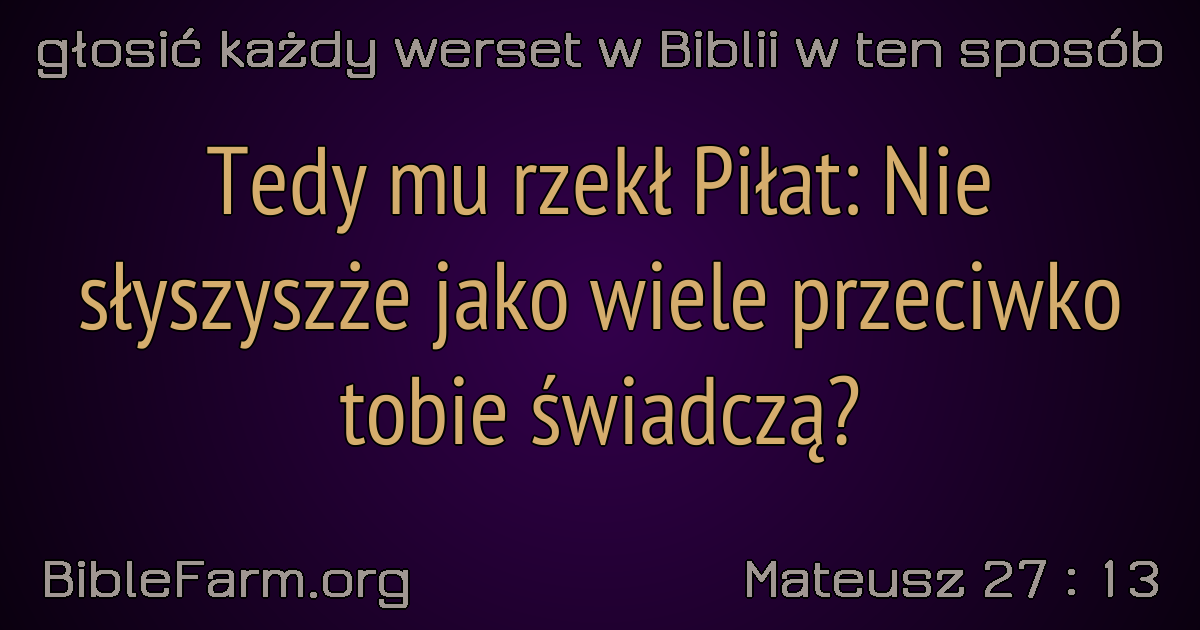 głosić każdy werset w Biblii w ten sposób
Tedy mu rzekł Piłat: Nie
słyszyszże jako wiele przeciwko
tobie świadczą?
BibleFarm.org
Mateusz 27 : 13